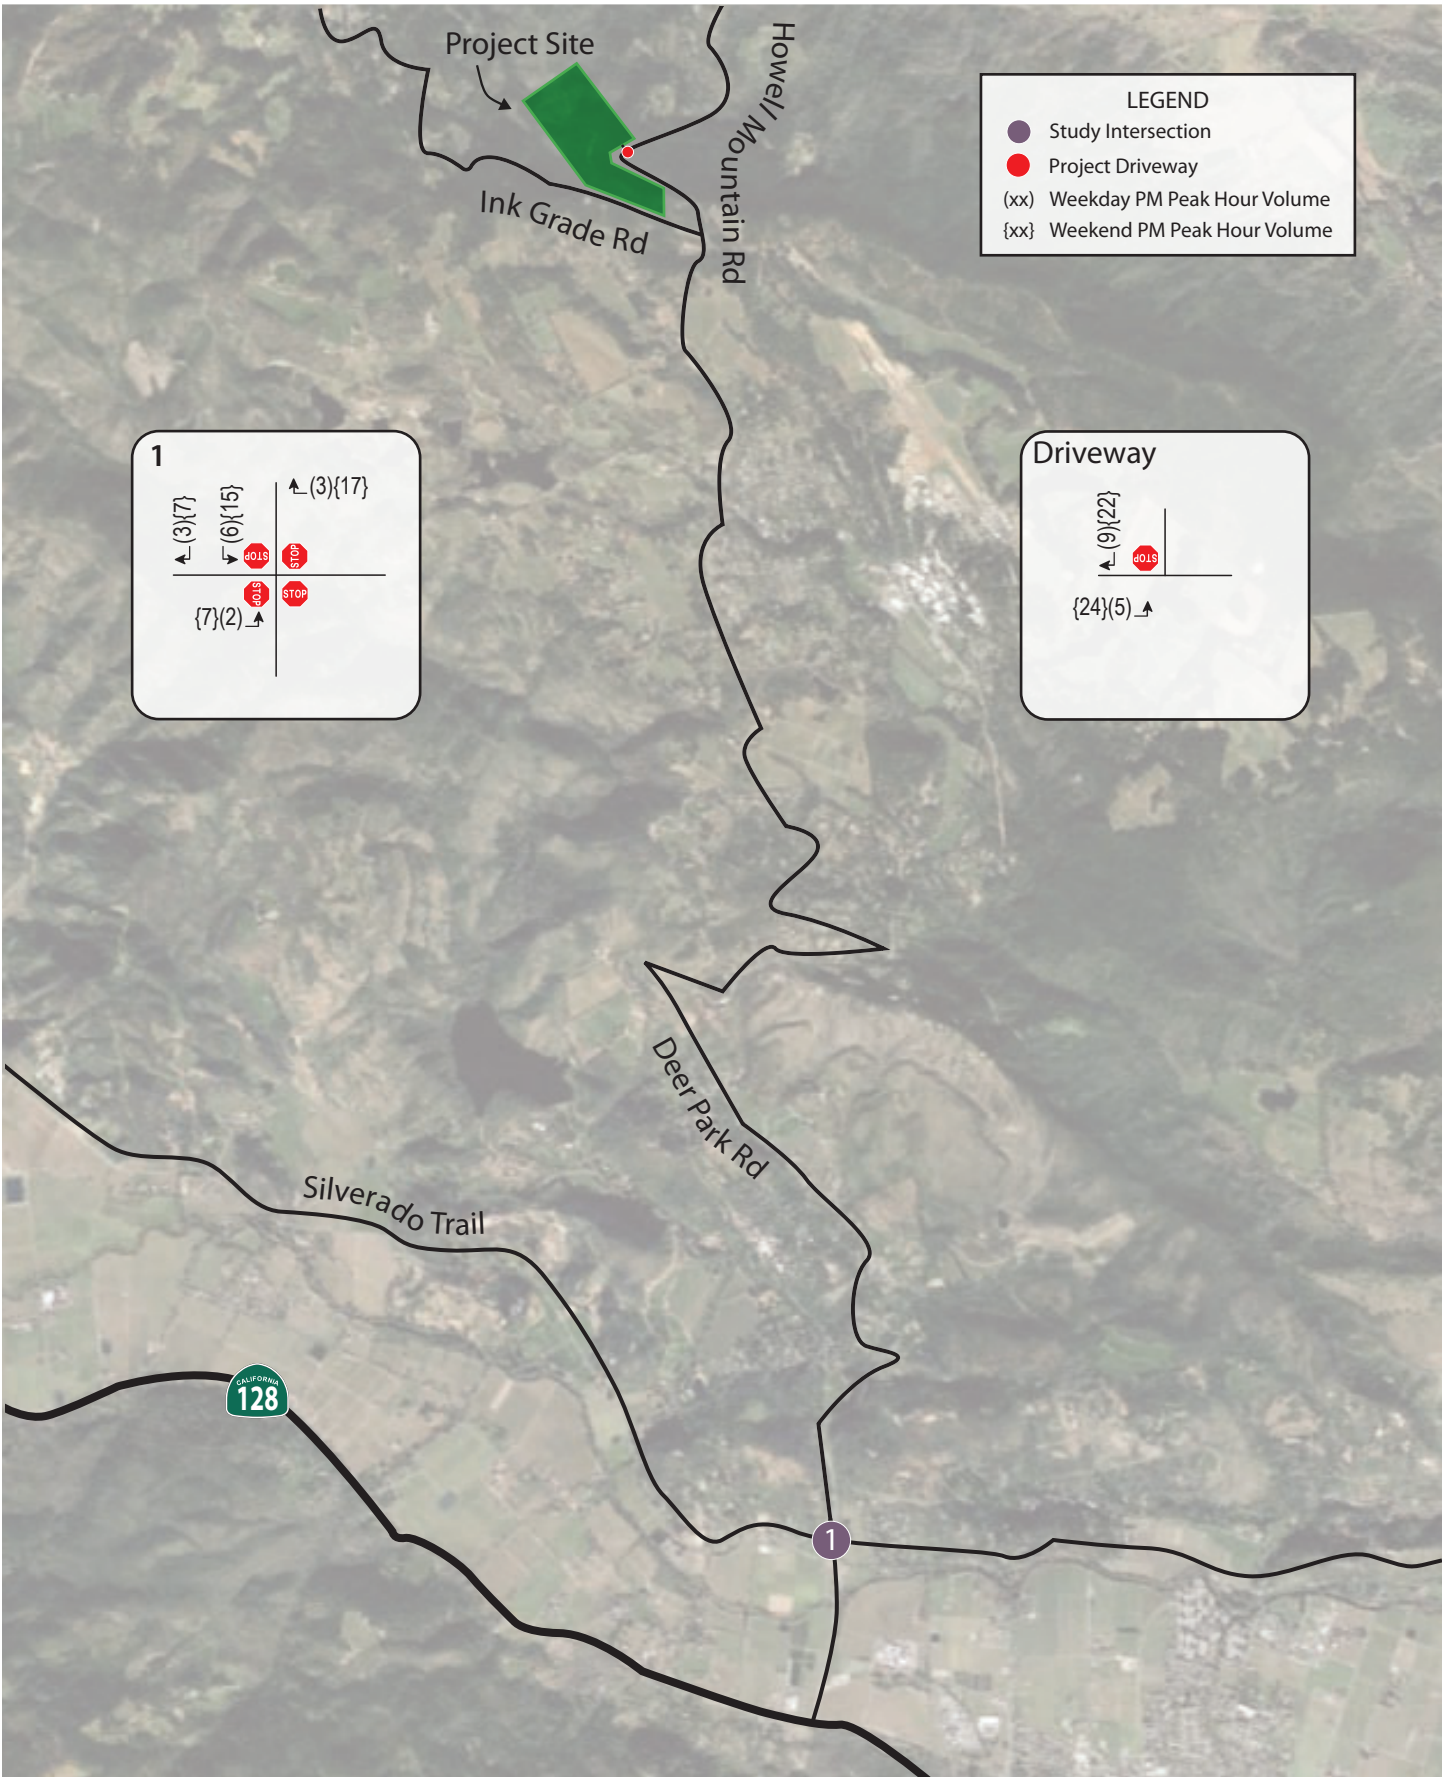 Project Site
Howell Mountain Rd
LEGEND
Study Intersection
Project Driveway
(xx) Weekday PM Peak Hour Volume
{xx} Weekend PM Peak Hour Volume
Ink Grade Rd
1
(3){7}
(6){15}
(3){17}
STOP
STOP
STOP
STOP
{7}(2)
Driveway
(9){22}
STOP
{24}(5)
Deer Park Rd
Silverado Trail
CALIFORNIA
128
1